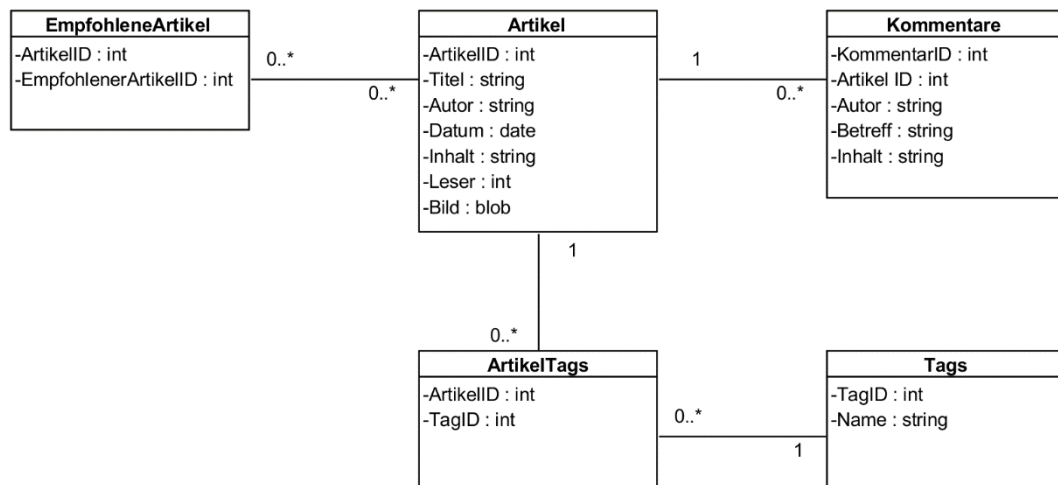 EmpfohleneArtikel
-ArtikelID : int
-EmpfohlenerArtikelID : int
0..*
0..*
Artikel
-ArtikelID : int
-Titel : string
-Autor : string
-Datum : date
-Inhalt : string
-Leser : int
-Bild : blob
1
0..*
Kommentare
-KommentarID : int
-Artikel ID : int
-Autor : string
-Betreff : string
-Inhalt : string
1
0..*
ArtikelTags
-ArtikelID : int
-TagID : int
0..*
1
Tags
-TagID : int
-Name : string